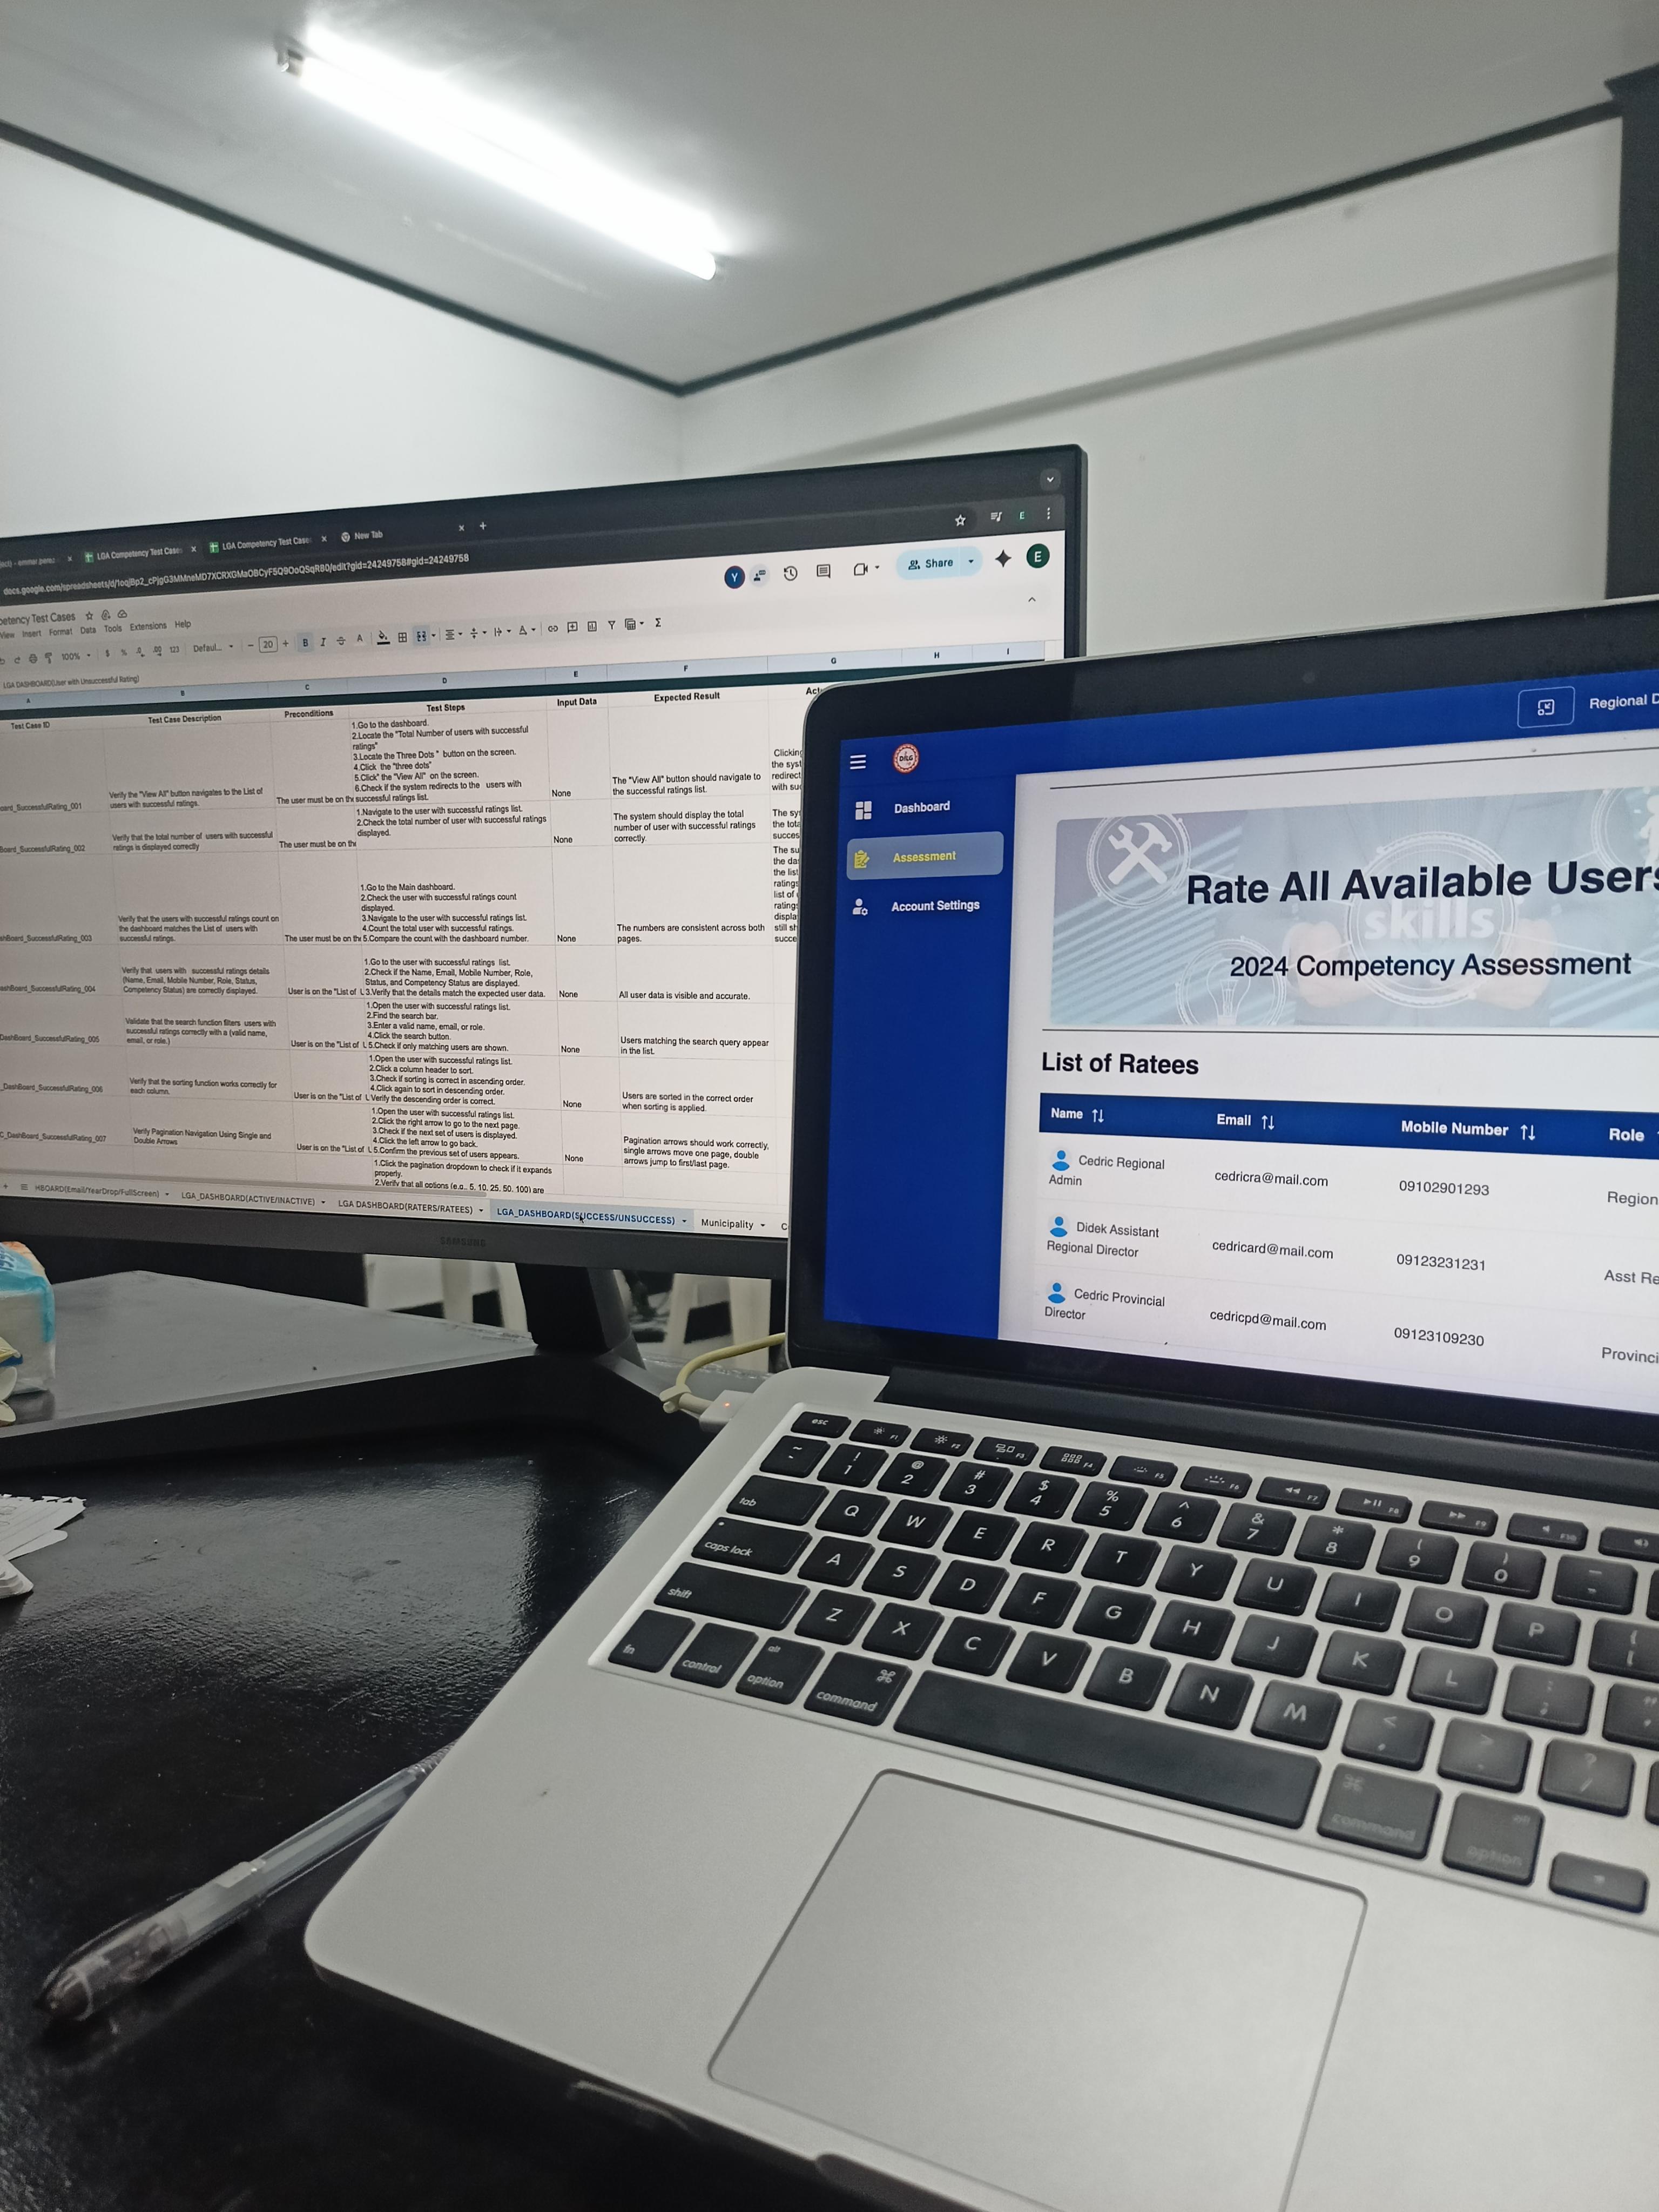 LGA Competency Test Case
LGA Competency Test Case
New Tab
docs.google.com/spreadsheets/d/
edit?gid=24249758#gid=24249758
Competency Test Cases
View Insert Format Data Tools Extensions Help
Share
Y
E
100%
123
Defaul...
20
LGA DASHBOARD(User with Unsuccessful Rating)
A B C D E F G H I
Test Case ID
Test Case Description
Preconditions
Test Steps
Input Data
Expected Result
_SuccessfulRating_001
Verify the "View All" button navigates to the List of
users with successful ratings.
The user must be on the
1.Go to the dashboard.
2.Locate the "Total Number of users with successful
ratings"
3.Locate the Three Dots " button on the screen.
4.Click the "three dots"
5.Click" the "View All" on the screen.
6.Check if the system redirects to the users with
successful ratings list.
None
The "View All" button should navigate to
the successful ratings list.
Clicking
the syst
redirect
with suc
Board_SuccessfulRating_002
Verify that the total number of users with successful
ratings is displayed correctly
The user must be on the
1.Navigate to the user with successful ratings list.
2.Check the total number of user with successful ratings
displayed.
None
The system should display the total
number of user with successful ratings
correctly.
The sy
the tota
succes
shBoard_SuccessfulRating_003
Verify that the users with successful ratings count on
the dashboard matches the List of users with
successful ratings.
The user must be on the
1.Go to the Main dashboard.
2.Check the user with successful ratings count
displayed.
3.Navigate to the user with successful ratings list.
4.Count the total user with successful ratings.
5.Compare the count with the dashboard number.
None
The numbers are consistent across both
pages.
The su
the da
the list
ratings
list of
ratings
displa
still sh
succe
ashBoard_SuccessfulRating_004
Verify that users with successful ratings details
(Name, Email, Mobile Number, Role, Status,
Competency Status) are correctly displayed.
User is on the "List of U
1.Go to the user with successful ratings list.
2.Check if the Name, Email, Mobile Number, Role,
Status, and Competency Status are displayed.
3.Verify that the details match the expected user data.
None
All user data is visible and accurate.
DashBoard_SuccessfulRating_005
Validate that the search function filters users with
successful ratings correctly with a (valid name,
email, or role.)
User is on the "List of U
1.Open the user with successful ratings list.
2.Find the search bar.
3.Enter a valid name, email, or role.
4.Click the search button.
5.Check if only matching users are shown.
None
Users matching the search query appear
in the list.
_DashBoard_SuccessfulRating_006
Verify that the sorting function works correctly for
each column.
User is on the "List of U
1.Open the user with successful ratings list.
2.Click a column header to sort.
3.Check if sorting is correct in ascending order.
4.Click again to sort in descending order.
Verify the descending order is correct.
None
Users are sorted in the correct order
when sorting is applied.
C_DashBoard_SuccessfulRating_007
Verify Pagination Navigation Using Single and
Double Arrows
User is on the "List of U
1.Open the user with successful ratings list.
2.Click the right arrow to go to the next page.
3.Check if the next set of users is displayed.
4.Click the left arrow to go back.
5.Confirm the previous set of users appears.
None
Pagination arrows should work correctly,
single arrows move one page, double
arrows jump to first/last page.
1.Click the pagination dropdown to check if it expands
properly.
2.Verify that all options (e.g., 5, 10, 25, 50, 100) are
HBOARD(Email/YearDrop/FullScreen)
LGA_DASHBOARD(ACTIVE/INACTIVE)
LGA DASHBOARD(RATERS/RATEES)
LGA_DASHBOARD(SUCCESS/UNSUCCESS)
Municipality
C
SAMSUNG
Regional D
DILG
Dashboard
Assessment
Account Settings
Rate All Available Users
skills
2024 Competency Assessment
List of Ratees
Name Email Mobile Number Role
Cedric Regional
Admin
cedricra@mail.com
09102901293
Region
Didek Assistant
Regional Director
cedricard@mail.com
09123231231
Asst Re
Cedric Provincial
Director
cedricpd@mail.com
09123109230
Provinci
esc F1 F2 F3 F4 F5 F6 F7 F8 F9 F10
~ ! 1 @ 2 # 3 $ 4 % 5 ^ 6 & 7 * 8 ( 9 ) 0
tab Q W E R T Y U I O P
caps lock A S D F G H J K L
shift Z X C V B N M < , > . ? /
fn control alt option ⌘ command ⌘ command alt option